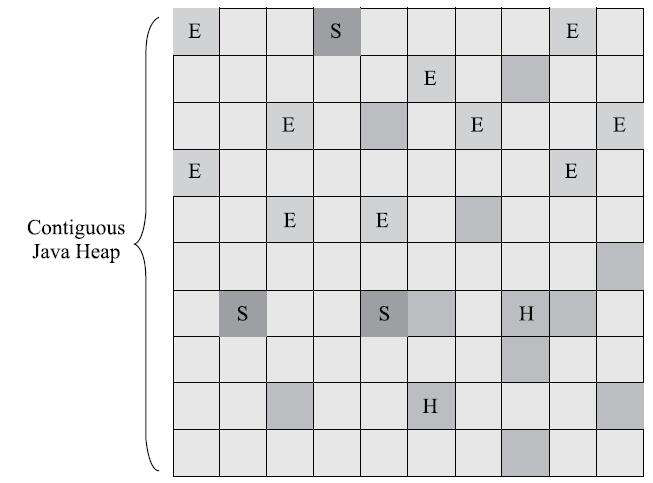 E S E
E
E E E
E E
E E
Contiguous
Java Heap
S S H
H